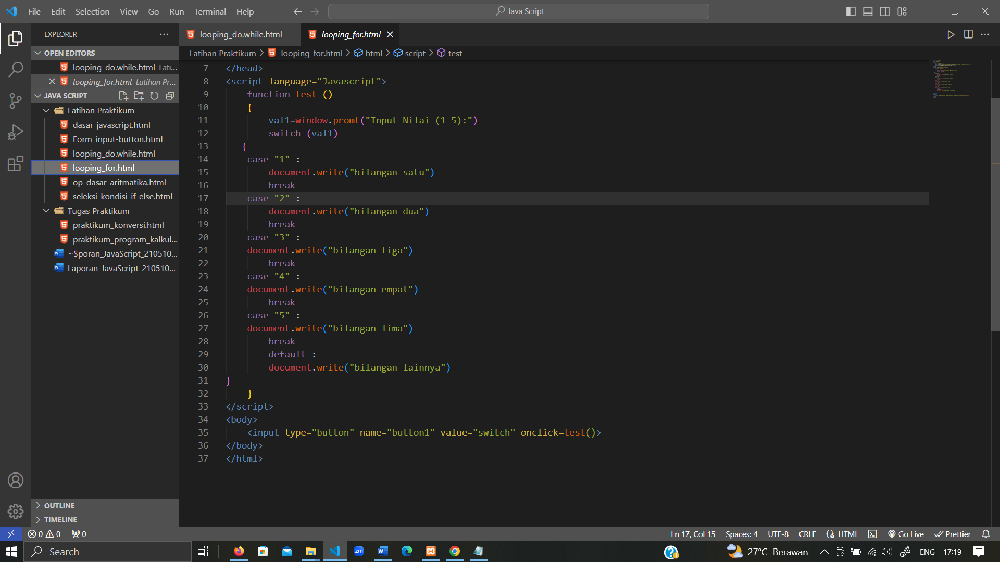 File Edit Selection View Go Run Terminal Help
Java Script
EXPLORER
OPEN EDITORS
looping_do.while.html Lati...
looping_for.html Latihan Pr...
JAVA SCRIPT
Latihan Praktikum
dasar_javascript.html
Form_input-button.html
looping_do.while.html
looping_for.html
op_dasar_aritmatika.html
seleksi_kondisi_if_else.html
Tugas Praktikum
praktikum_konversi.html
praktikum_program_kalkul...
~$poran_JavaScript_210510...
Laporan_JavaScript_210510...
OUTLINE
TIMELINE
looping_do.while.html
looping_for.html
Latihan Praktikum > looping_for.html > html > script > test
7 </head>
8 <script language="Javascript">
9 function test ()
10 {
11 val1=window.promt("Input Nilai (1-5):")
12 switch (val1)
13 {
14 case "1" :
15 document.write("bilangan satu")
16 break
17 case "2" :
18 document.write("bilangan dua")
19 break
20 case "3" :
21 document.write("bilangan tiga")
22 break
23 case "4" :
24 document.write("bilangan empat")
25 break
26 case "5" :
27 document.write("bilangan lima")
28 break
29 default :
30 document.write("bilangan lainnya")
31 }
32 }
33 </script>
34 <body>
35 <input type="button" name="button1" value="switch" onclick=test()>
36 </body>
37 </html>
0 0 0
Ln 17, Col 15 Spaces: 4 UTF-8 CRLF HTML Go Live Prettier
Search
27°C Berawan
ENG 17:19